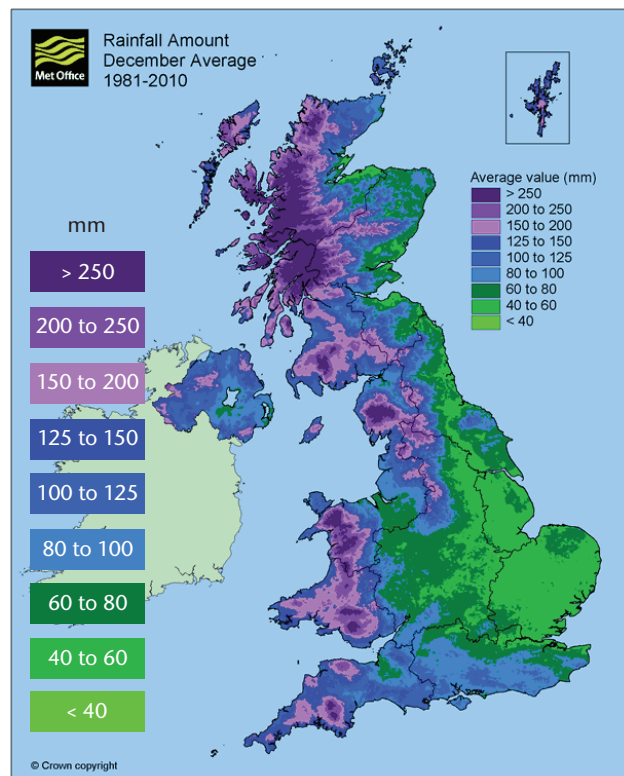 Met Office
Rainfall Amount
December Average
1981-2010
Average value (mm)
> 250
200 to 250
150 to 200
125 to 150
100 to 125
80 to 100
60 to 80
40 to 60
< 40
mm
> 250
200 to 250
150 to 200
125 to 150
100 to 125
80 to 100
60 to 80
40 to 60
< 40
© Crown copyright